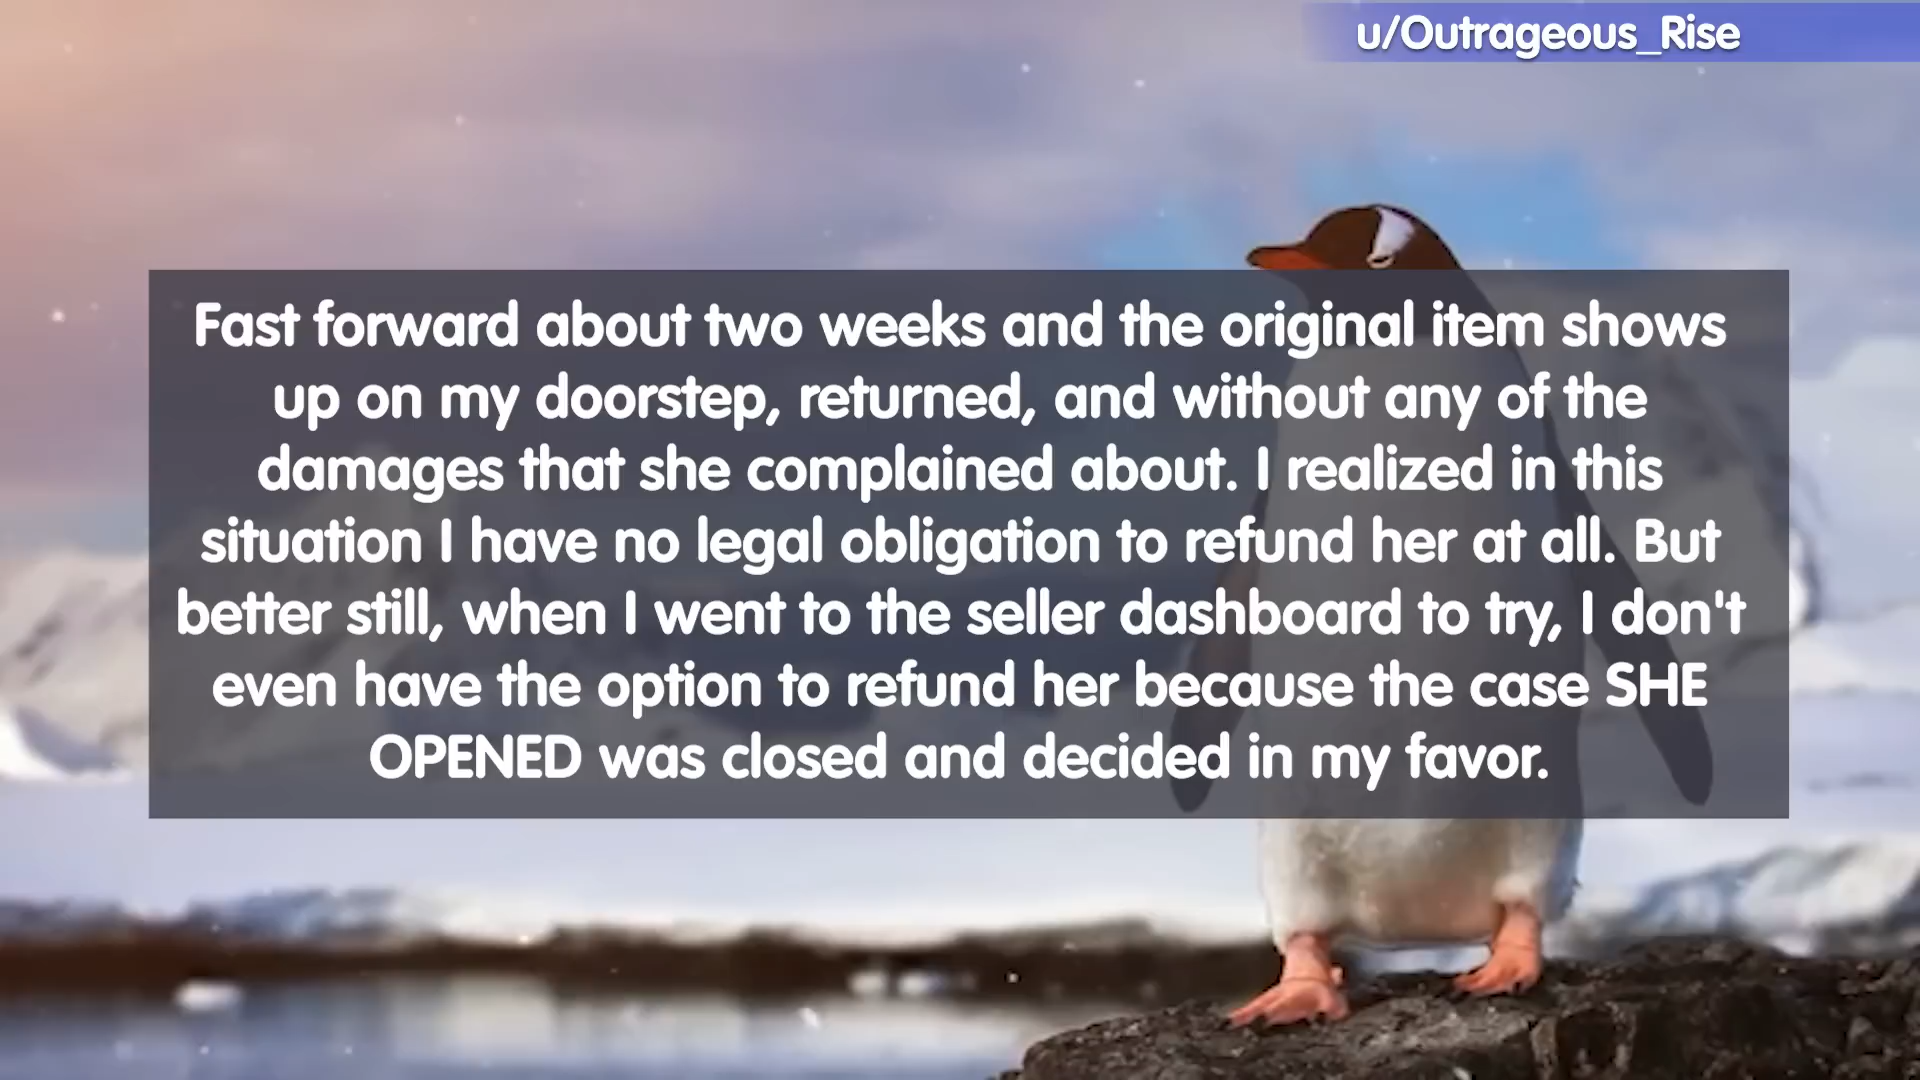 u/Outrageous_Rise
Fast forward about two weeks and the original item shows
up on my doorstep, returned, and without any of the
damages that she complained about. I realized in this
situation I have no legal obligation to refund her at all. But
better still, when I went to the seller dashboard to try, I don't
even have the option to refund her because the case SHE
OPENED was closed and decided in my favor.